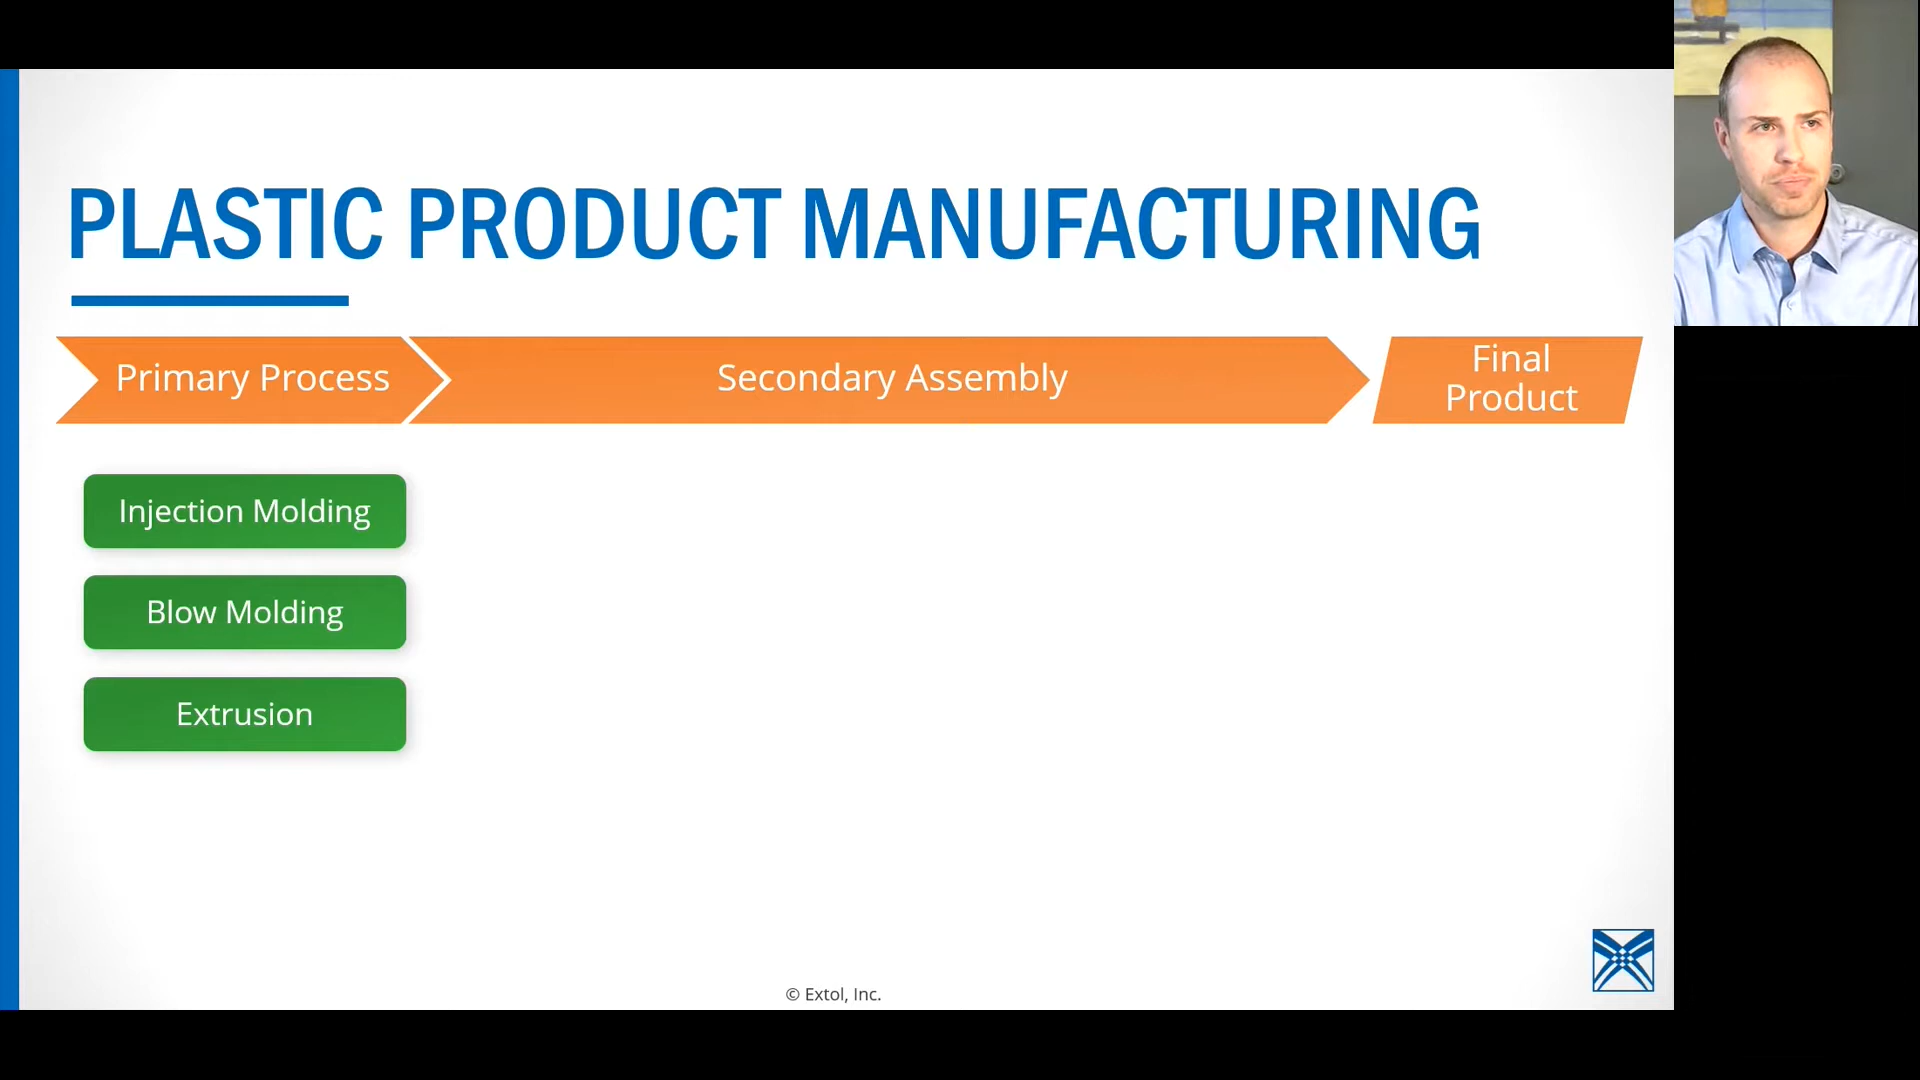 PLASTIC PRODUCT MANUFACTURING
Primary Process
Secondary Assembly
Final
Product
Injection Molding
Blow Molding
Extrusion
© Extol, Inc.